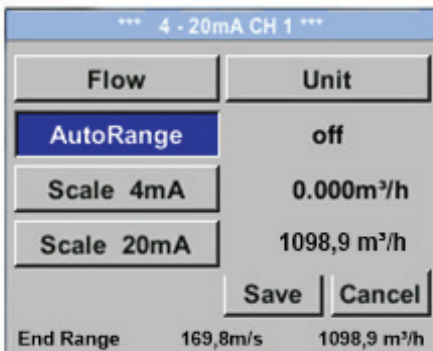 *** 4 - 20mA CH 1 ***
Flow Unit
AutoRange off
Scale 4mA 0.000m³/h
Scale 20mA 1098,9 m³/h
Save Cancel
End Range 169,8m/s 1098,9 m³/h